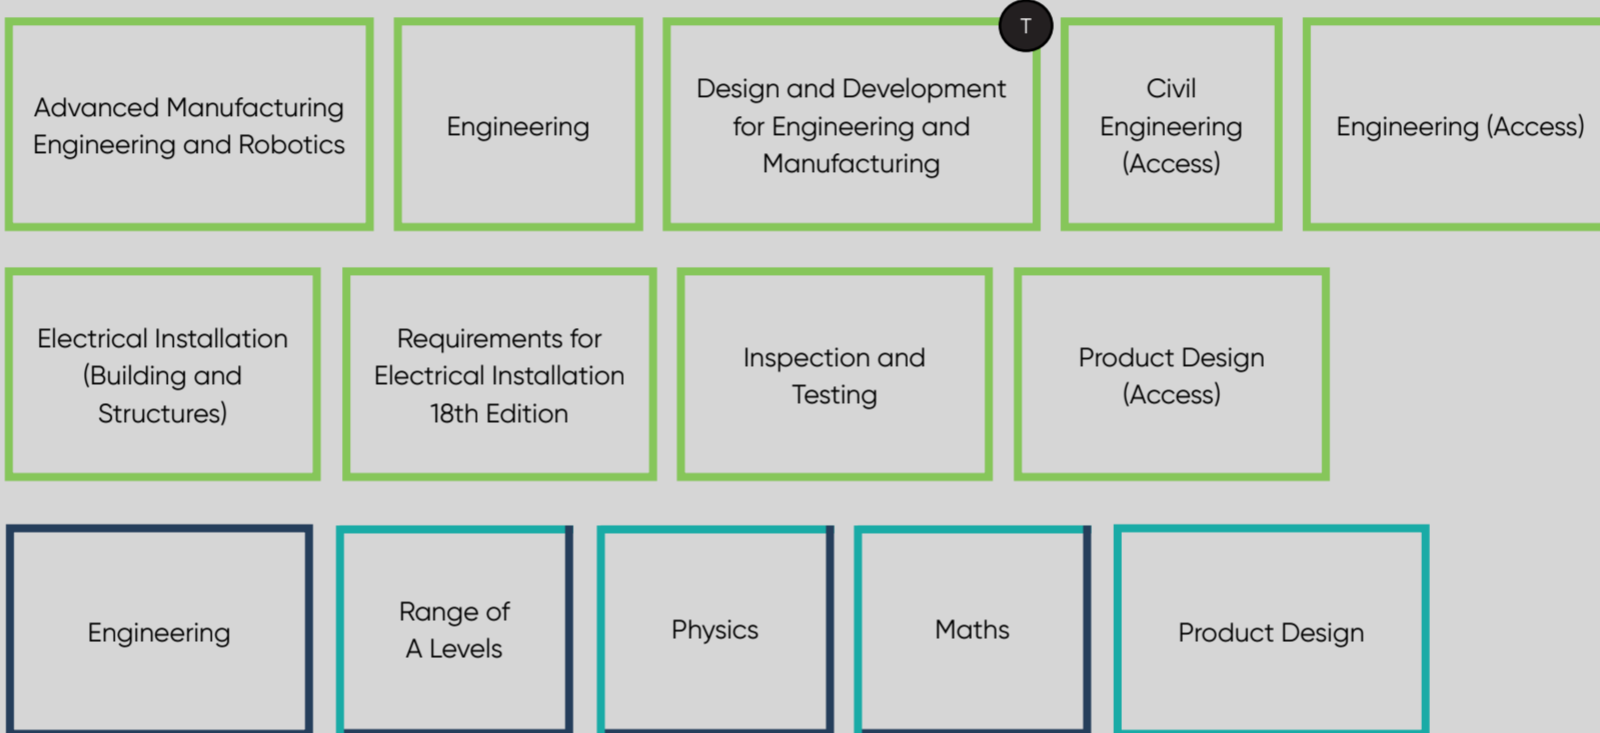 T
Advanced Manufacturing
Engineering and Robotics
Engineering
Design and Development
for Engineering and
Manufacturing
Civil
Engineering
(Access)
Engineering (Access)
Electrical Installation
(Building and
Structures)
Requirements for
Electrical Installation
18th Edition
Inspection and
Testing
Product Design
(Access)
Engineering
Range of
A Levels
Physics
Maths
Product Design